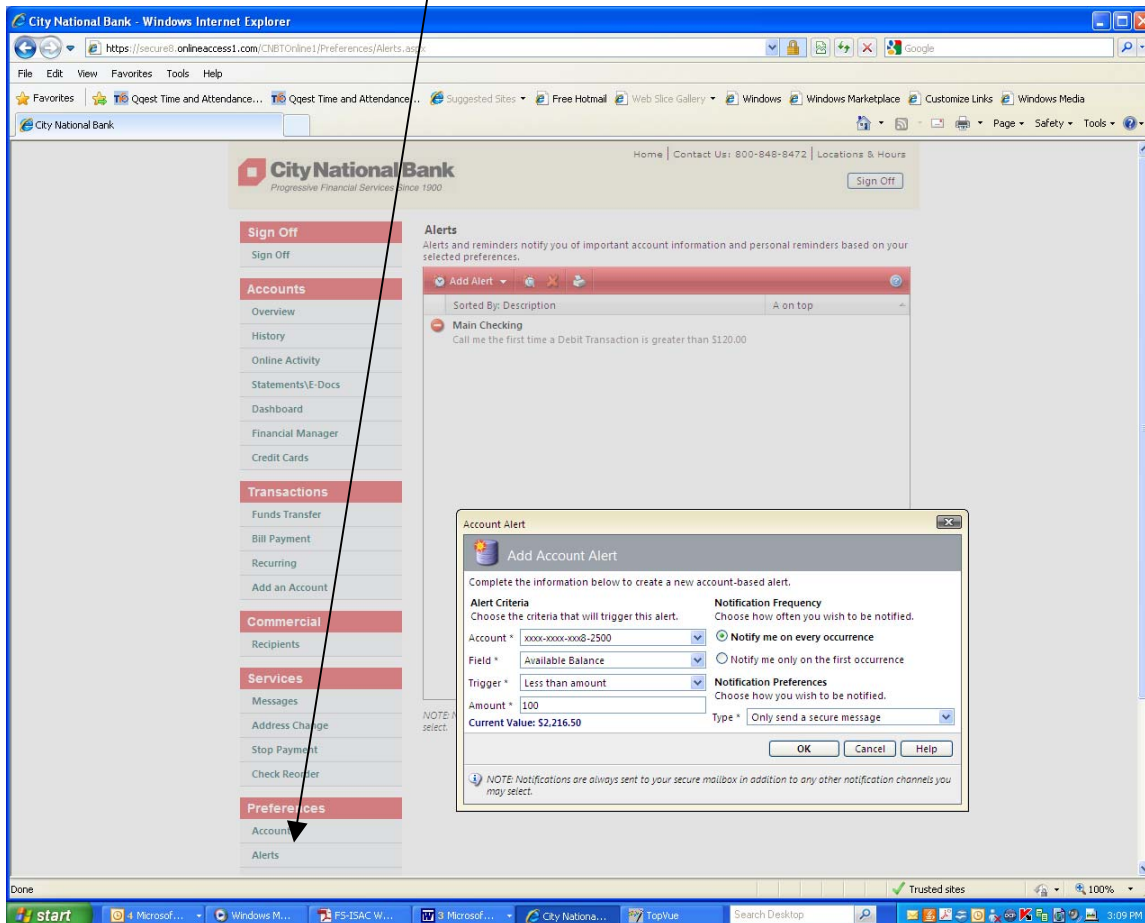 City National Bank - Windows Internet Explorer
https://secure8.onlineaccess1.com/CNBTOnline1/Preferences/Alerts.aspx
Google
File Edit View Favorites Tools Help
Favorites Qqest Time and Attendance... Qqest Time and Attendance... Suggested Sites Free Hotmail Web Slice Gallery Windows Windows Marketplace Customize Links Windows Media
City National Bank Page Safety Tools
Home | Contact Us: 800-848-8472 | Locations & Hours
City National Bank
Progressive Financial Services Since 1900
Sign Off
Sign Off
Sign Off
Accounts
Overview
History
Online Activity
Statements\E-Docs
Dashboard
Financial Manager
Credit Cards
Transactions
Funds Transfer
Bill Payment
Recurring
Add an Account
Commercial
Recipients
Services
Messages
Address Change
Stop Payment
Check Reorder
Preferences
Account
Alerts
Alerts
Alerts and reminders notify you of important account information and personal reminders based on your
selected preferences.
Add Alert
Sorted By: Description A on top
Main Checking
Call me the first time a Debit Transaction is greater than $120.00
NOTE: N
select.
Account Alert
Add Account Alert
Complete the information below to create a new account-based alert.
Alert Criteria
Choose the criteria that will trigger this alert.
Account * xxxx-xxxx-xxx8-2500
Field * Available Balance
Trigger * Less than amount
Amount * 100
Current Value: $2,216.50
Notification Frequency
Choose how often you wish to be notified.
Notify me on every occurrence
Notify me only on the first occurrence
Notification Preferences
Choose how you wish to be notified.
Type * Only send a secure message
OK Cancel Help
NOTE: Notifications are always sent to your secure mailbox in addition to any other notification channels you
may select.
Done Trusted sites 100%
start 4 Microsof... Windows M... FS-ISAC W... 3 Microsof... City Nationa... TopVue Search Desktop 3:09 PM